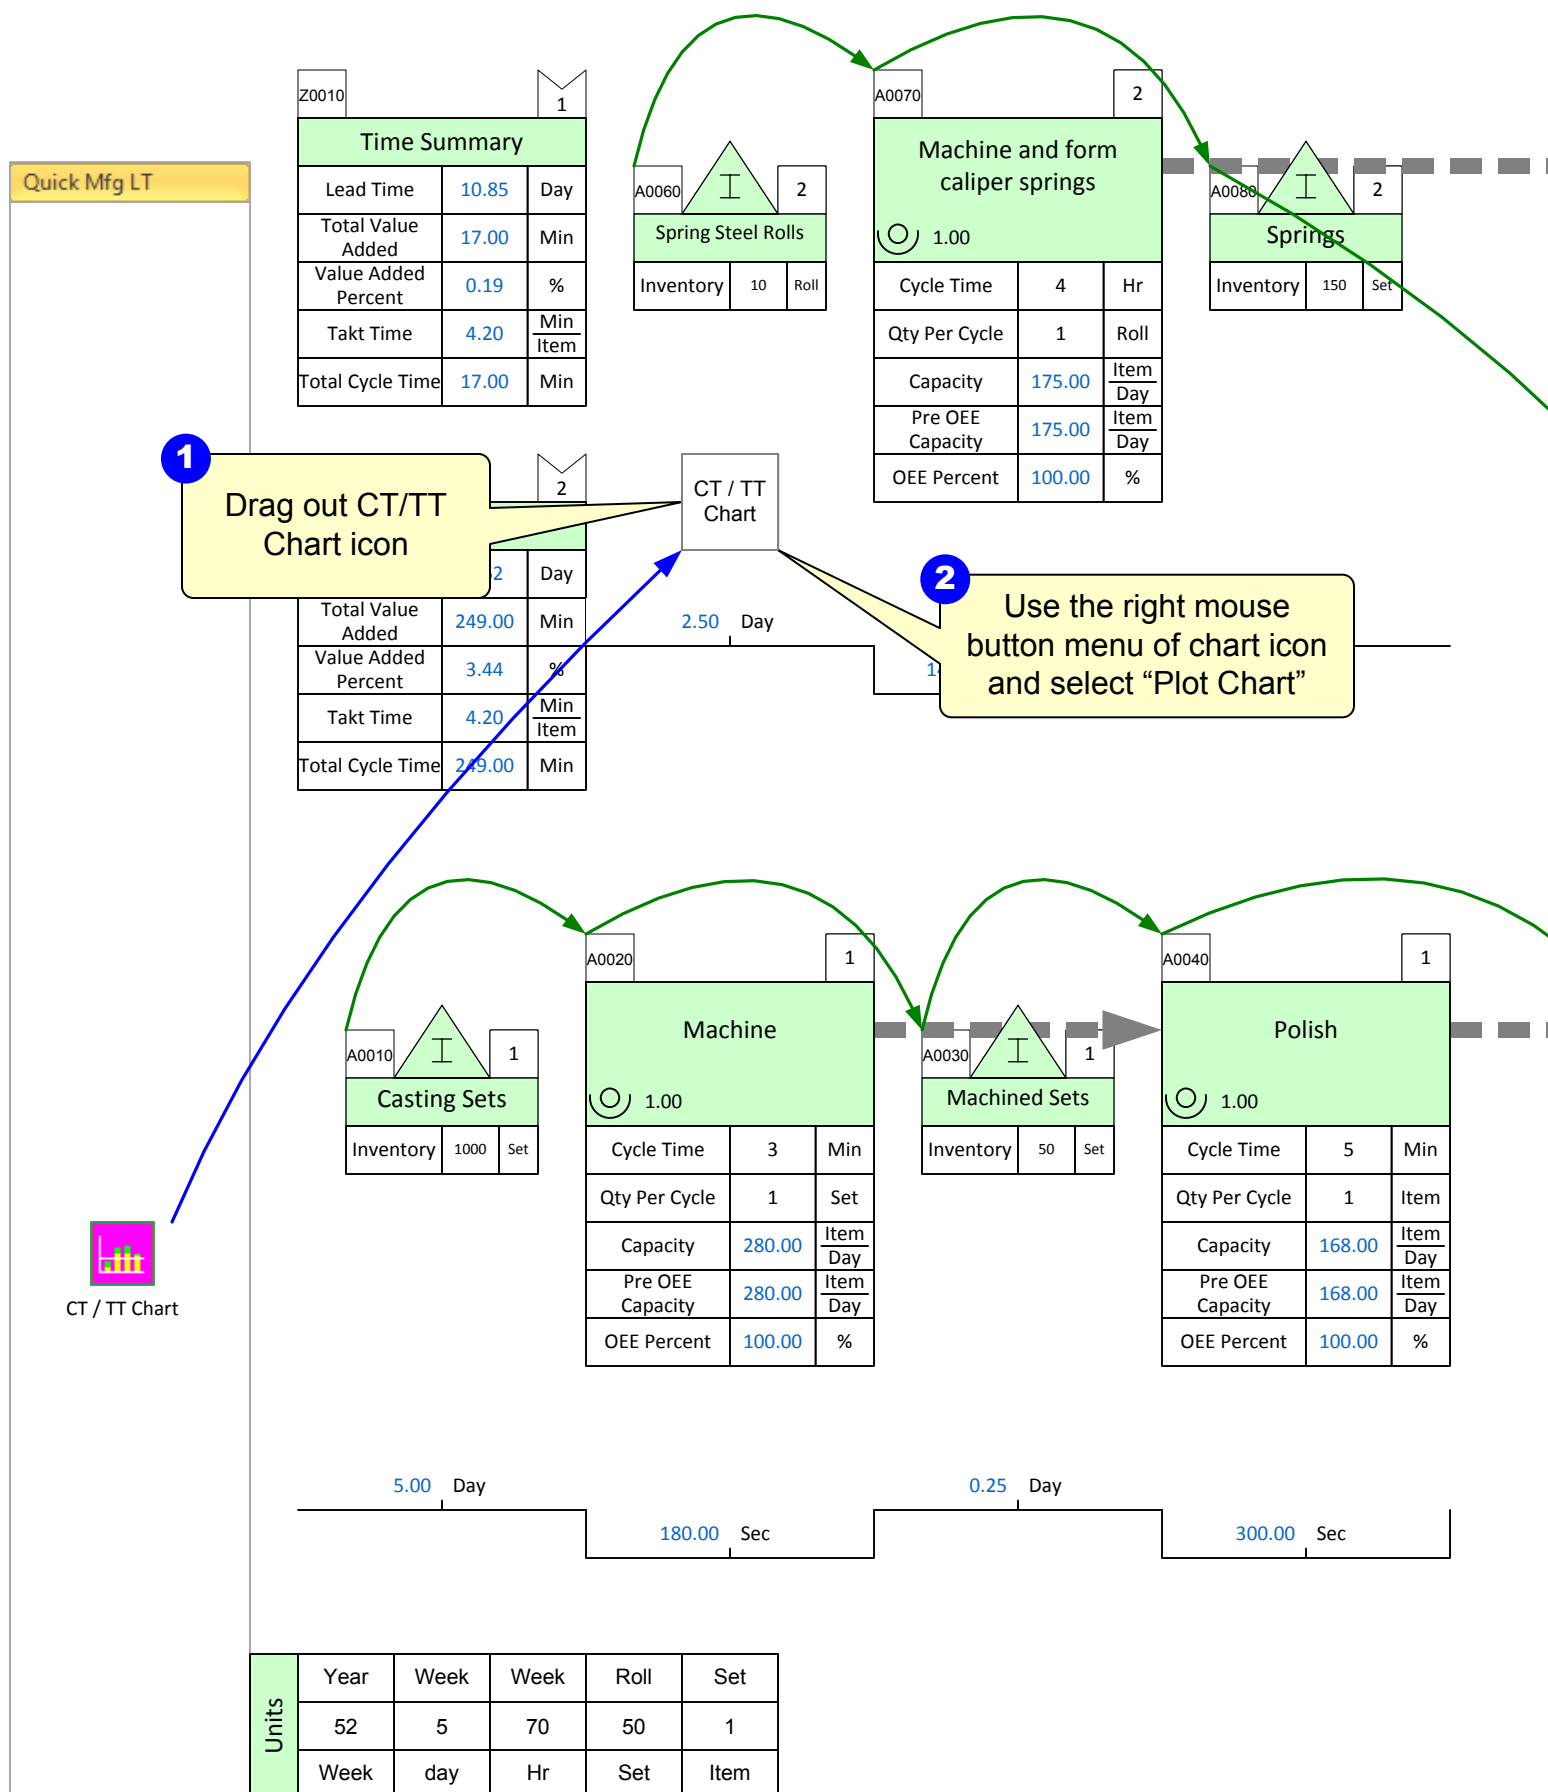 Quick Mfg LT
Z0010
1
Time Summary
Lead Time 10.85 Day
Total Value
Added 17.00 Min
Value Added
Percent 0.19 %
Takt Time 4.20 Min
Item
Total Cycle Time 17.00 Min
A0060
I
2
Spring Steel Rolls
Inventory 10 Roll
A0070
2
Machine and form
caliper springs
1.00
Cycle Time 4 Hr
Qty Per Cycle 1 Roll
Capacity 175.00 Item
Day
Pre OEE
Capacity 175.00 Item
Day
OEE Percent 100.00 %
A0080
I
2
Springs
Inventory 150 Set
1
Drag out CT/TT
Chart icon
2
CT / TT
Chart
2
Use the right mouse
button menu of chart icon
and select “Plot Chart”
Day
Total Value
Added 249.00 Min
Value Added
Percent 3.44 %
Takt Time 4.20 Min
Item
Total Cycle Time 249.00 Min
2.50 Day
A0010
I
1
Casting Sets
Inventory 1000 Set
A0020
1
Machine
1.00
Cycle Time 3 Min
Qty Per Cycle 1 Set
Capacity 280.00 Item
Day
Pre OEE
Capacity 280.00 Item
Day
OEE Percent 100.00 %
A0030
I
1
Machined Sets
Inventory 50 Set
A0040
1
Polish
1.00
Cycle Time 5 Min
Qty Per Cycle 1 Item
Capacity 168.00 Item
Day
Pre OEE
Capacity 168.00 Item
Day
OEE Percent 100.00 %
CT / TT Chart
5.00 Day
180.00 Sec
0.25 Day
300.00 Sec
Units
Year Week Week Roll Set
52 5 70 50 1
Week day Hr Set Item